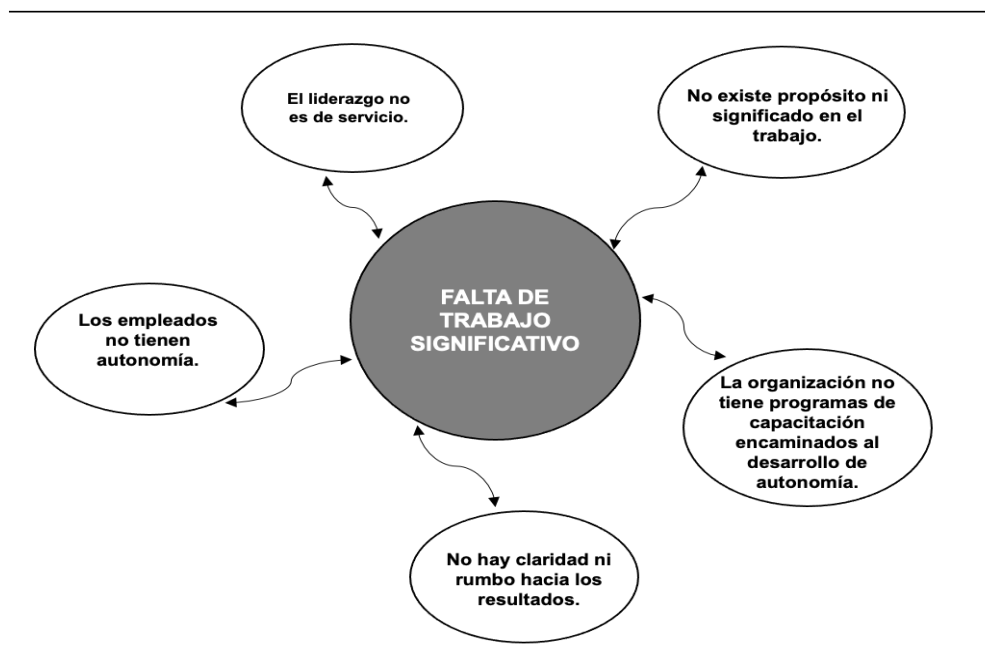 El liderazgo no
es de servicio.
No existe propósito ni
significado en el
trabajo.
FALTA DE
TRABAJO
SIGNIFICATIVO
Los empleados
no tienen
autonomía.
La organización no
tiene programas de
capacitación
encaminados al
desarrollo de
autonomía.
No hay claridad ni
rumbo hacia los
resultados.